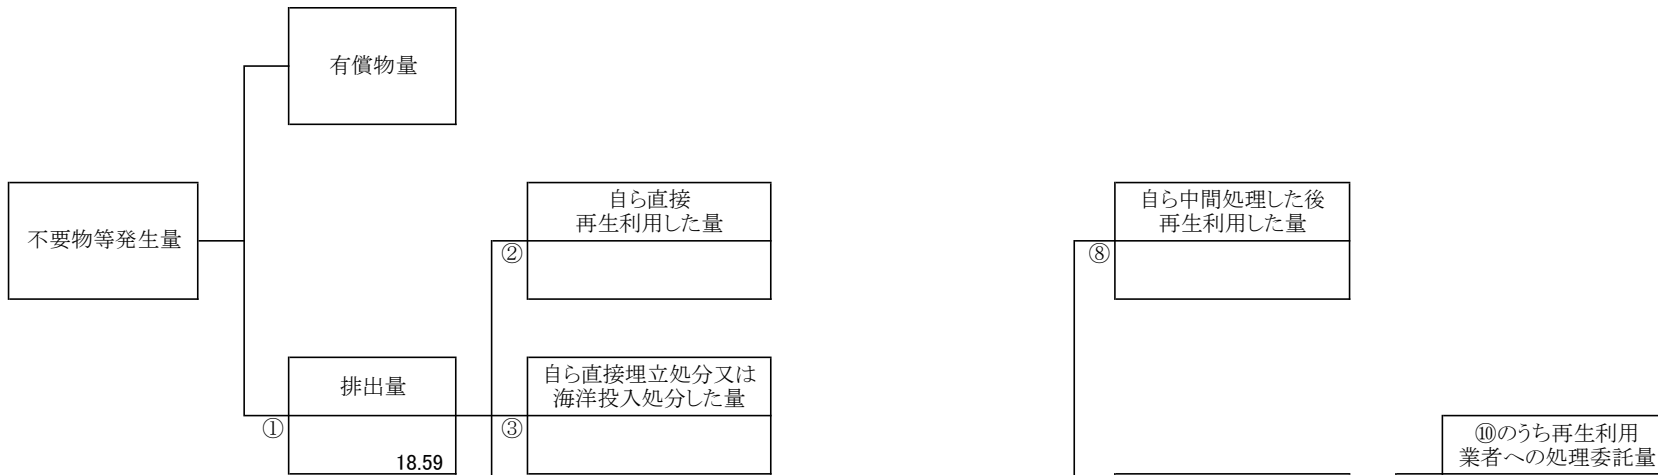 有償物量
不要物等発生量
自ら直接
再生利用した量
②
自ら中間処理した後
再生利用した量
⑧
排出量
①
18.59
自ら直接埋立処分又は
海洋投入処分した量
③
⑩のうち再生利用
業者への処理委託量